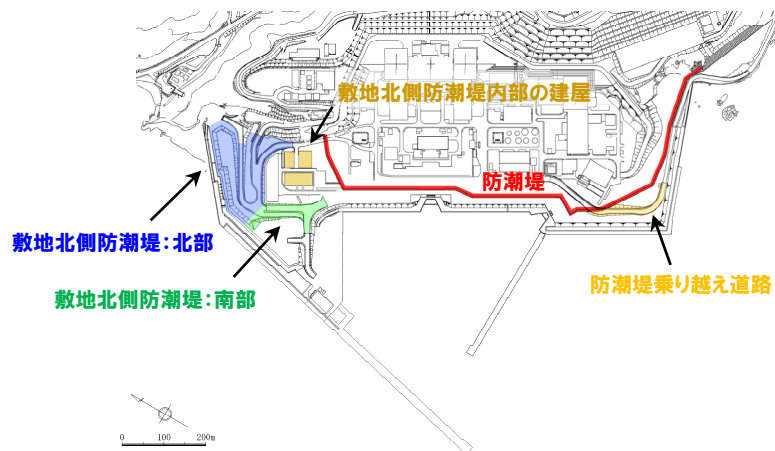 敷地北側防潮堤内部の建屋
防潮堤
敷地北側防潮堤：北部
防潮堤乗り越え道路
敷地北側防潮堤：南部
0 100 200m